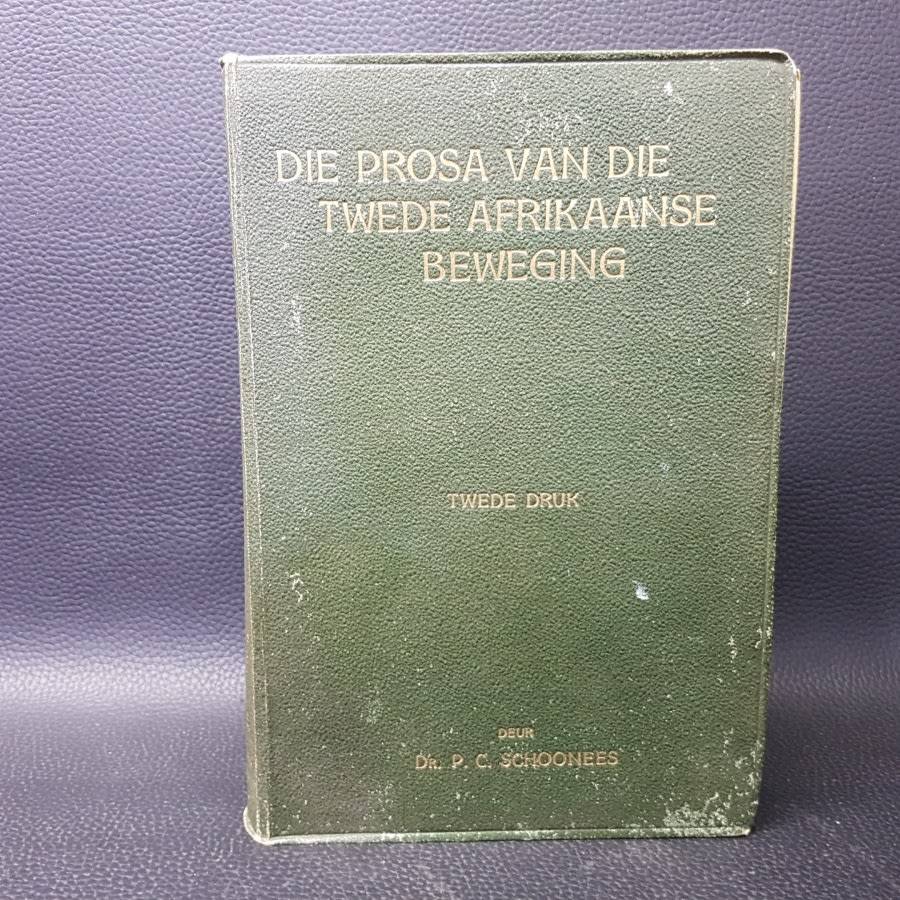 DIE PROSA VAN DIE
TWEDE AFRIKAANSE
BEWEGING
TWEDE DRUK
DEUR
DR. P. C. SCHOONEES